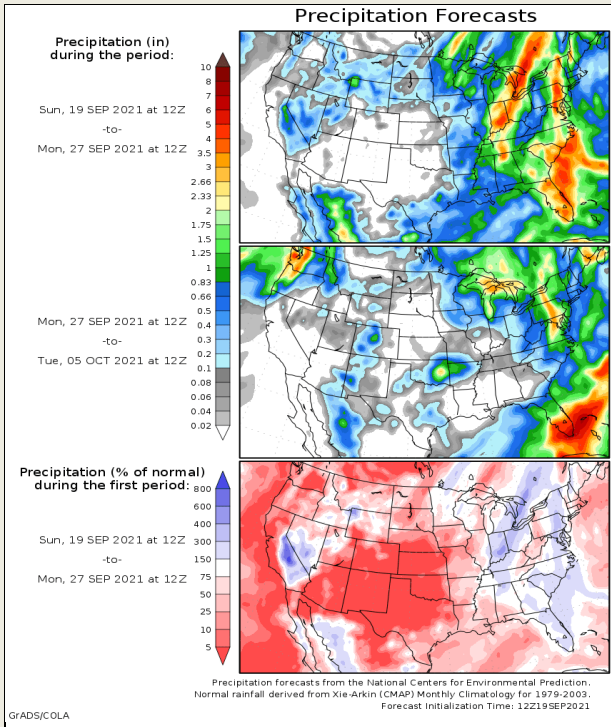 Precipitation Forecasts
Precipitation (in)
during the period:
Sun, 19 SEP 2021 at 12Z
-to-
Mon, 27 SEP 2021 at 12Z
10
8
7
6
5
4
3.5
3
2.66
2.33
2
1.75
1.5
1.25
1
0.83
0.66
0.5
0.4
0.3
0.2
0.1
0.08
0.06
0.04
0.02
Mon, 27 SEP 2021 at 12Z
-to-
Tue, 05 OCT 2021 at 12Z
Precipitation (% of normal)
during the first period:
Sun, 19 SEP 2021 at 12Z
-to-
Mon, 27 SEP 2021 at 12Z
800
600
400
300
150
75
50
25
10
5
Precipitation forecasts from the National Centers for Environmental Prediction.
Normal rainfall derived from Xie-Arkin (CMAP) Monthly Climatology for 1979-2003.
Forecast Initialization Time: 12Z19SEP2021
GrADS/COLA